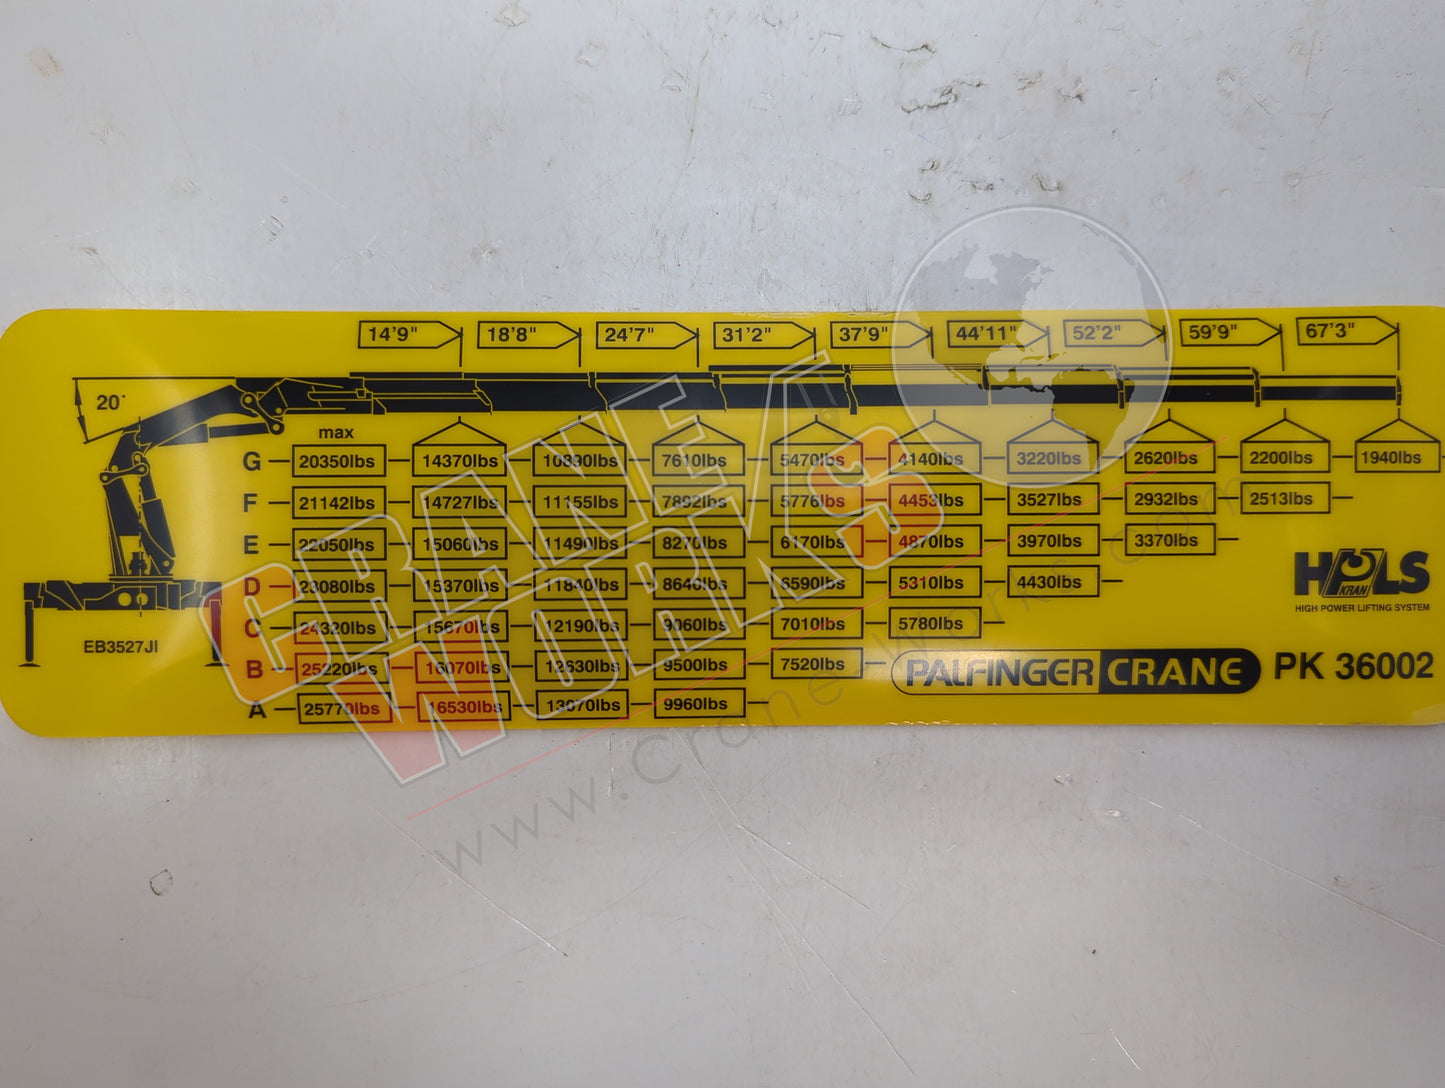 14'9" 18'8" 24'7" 31'2" 37'9" 44'11" 52'2" 59'9" 67'3"
20°
max
G 20350lbs 14370lbs 10890lbs 7610lbs 5470lbs 4140lbs 3220lbs 2620lbs 2200lbs 1940lbs
F 21142lbs 14727lbs 11155lbs 7892lbs 5776lbs 4453lbs 3527lbs 2932lbs 2513lbs
E 22050lbs 15060lbs 11490lbs 8270lbs 6170lbs 4870lbs 3970lbs 3370lbs
D 23080lbs 15370lbs 11840lbs 8640lbs 6590lbs 5310lbs 4430lbs
C 24320lbs 15670lbs 12190lbs 9060lbs 7010lbs 5780lbs
B 25220lbs 16070lbs 12630lbs 9500lbs 7520lbs
A 25770lbs 16530lbs 13070lbs 9960lbs
EB3527JI
HPLS
KRAN
HIGH POWER LIFTING SYSTEM
PALFINGER CRANE PK 36002
CRANE WORKS
www.craneworks.com